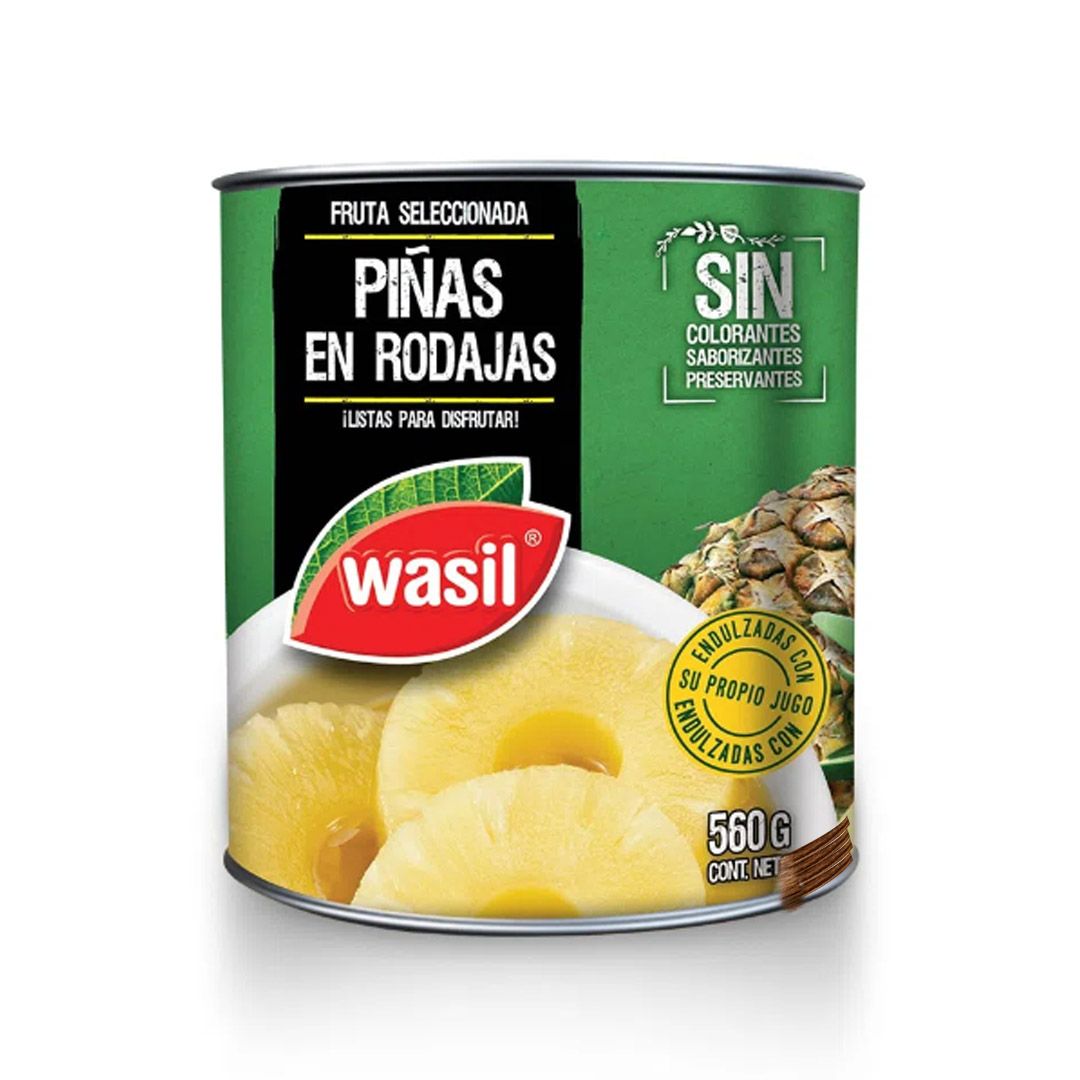 FRUTA SELECCIONADA
PIÑAS
EN RODAJAS
¡LISTAS PARA DISFRUTAR!
wasil®
SIN
COLORANTES
SABORIZANTES
PRESERVANTES
ENDULZADAS CON
SU PROPIO JUGO
ENDULZADAS CON
560 G
CONT.